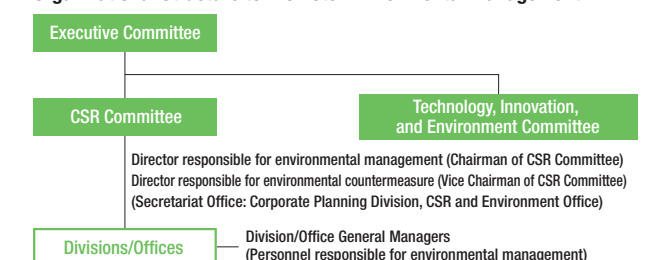 Executive Committee
CSR Committee
Technology, Innovation,
and Environment Committee
Director responsible for environmental management (Chairman of CSR Committee)
Director responsible for environmental countermeasure (Vice Chairman of CSR Committee)
(Secretariat Office: Corporate Planning Division, CSR and Environment Office)
Divisions/Offices
Division/Office General Managers
(Personnel responsible for environmental management)